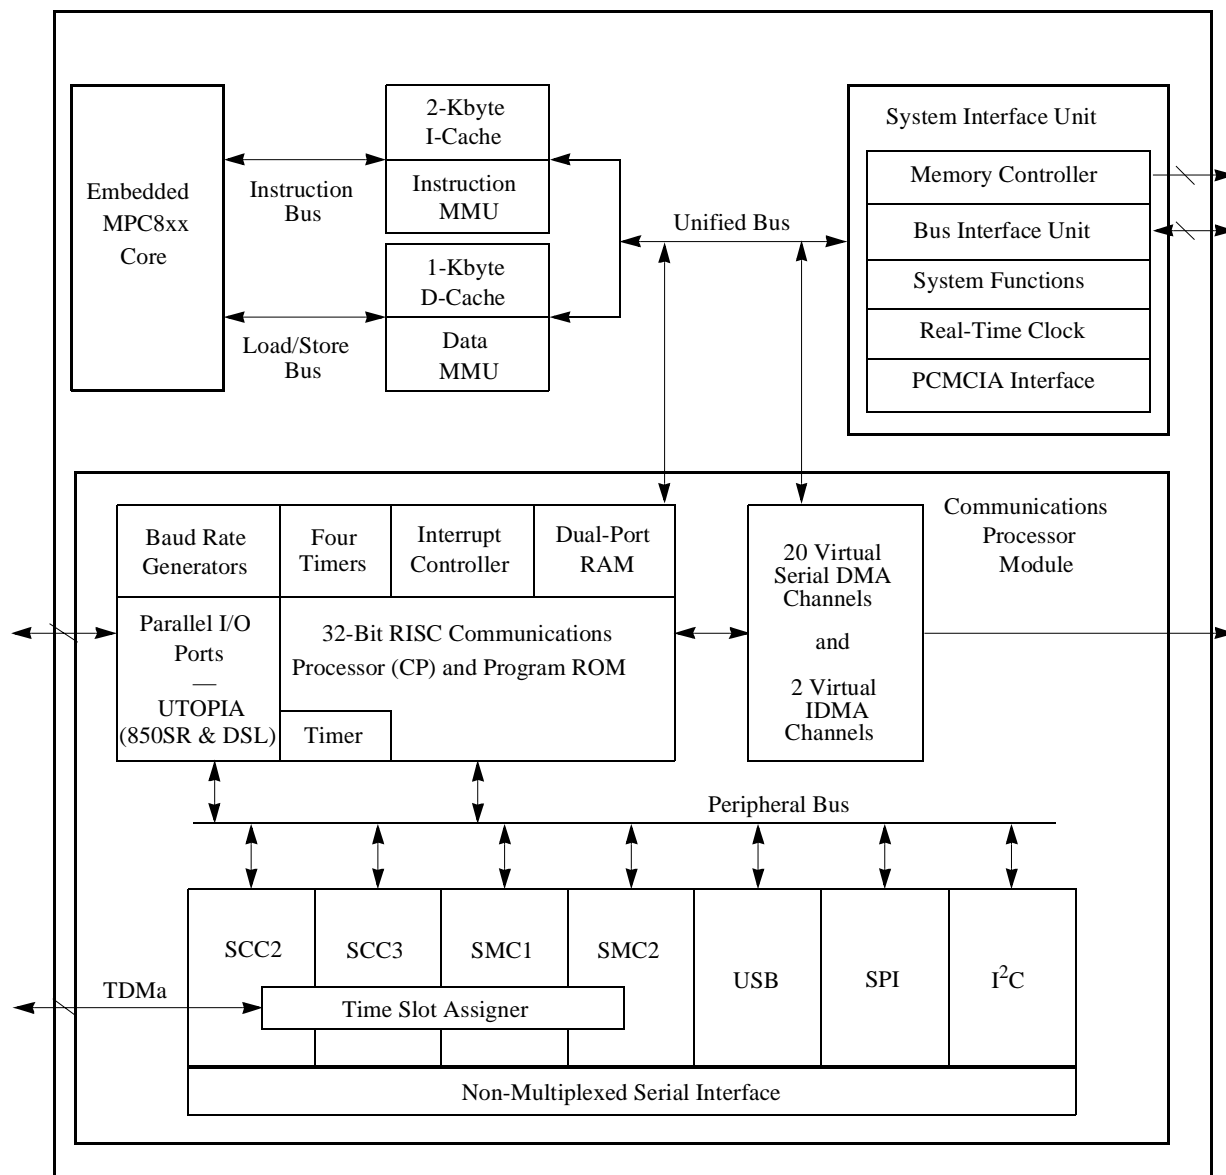 2-Kbyte
I-Cache
Instruction
MMU
Embedded
MPC8xx
Core
Instruction
Bus
1-Kbyte
D-Cache
Data
MMU
Load/Store
Bus
Unified Bus
System Interface Unit
Memory Controller
Bus Interface Unit
System Functions
Real-Time Clock
PCMCIA Interface
Communications
Processor
Module
Baud Rate
Generators
Four
Timers
Interrupt
Controller
Dual-Port
RAM
Parallel I/O
Ports
—
UTOPIA
(850SR & DSL)
32-Bit RISC Communications
Processor (CP) and Program ROM
Timer
20 Virtual
Serial DMA
Channels
and
2 Virtual
IDMA
Channels
Peripheral Bus
SCC2
SCC3
SMC1
SMC2
USB
SPI
I²C
TDMa
Time Slot Assigner
Non-Multiplexed Serial Interface